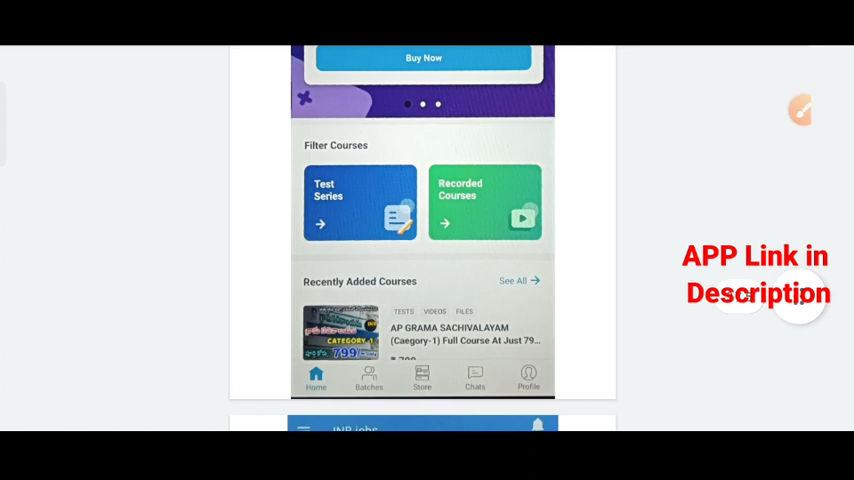 Buy Now
Filter Courses
Test
Series
Recorded
Courses
Recently Added Courses
See All
TESTS VIDEOS FILES
AP GRAMA SACHIVALAYAM
(Caegory-1) Full Course At Just 79...
CATEGORY-1
799/-
Home
Batches
Store
Chats
Profile
INB jobs
APP Link in
Description